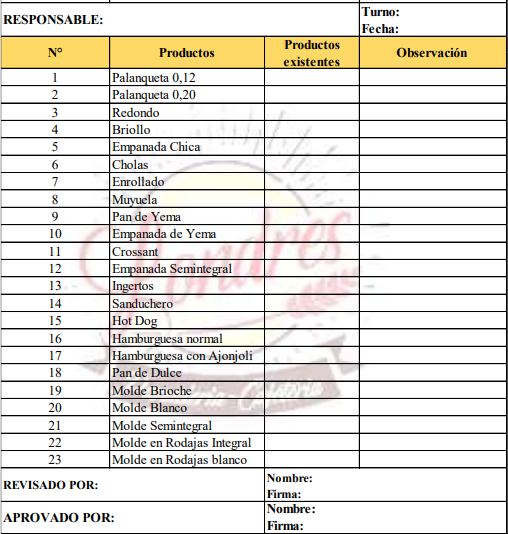 RESPONSABLE:
Turno:
Fecha:
N° Productos Productos existentes Observación
1 Palanqueta 0,12
2 Palanqueta 0,20
3 Redondo
4 Briollo
5 Empanada Chica
6 Cholas
7 Enrollado
8 Muyuela
9 Pan de Yema
10 Empanada de Yema
11 Crossant
12 Empanada Semintegral
13 Ingertos
14 Sanduchero
15 Hot Dog
16 Hamburguesa normal
17 Hamburguesa con Ajonjoli
18 Pan de Dulce
19 Molde Brioche
20 Molde Blanco
21 Molde Semintegral
22 Molde en Rodajas Integral
23 Molde en Rodajas blanco
REVISADO POR:
Nombre:
Firma:
APROVADO POR:
Nombre:
Firma:
Londres